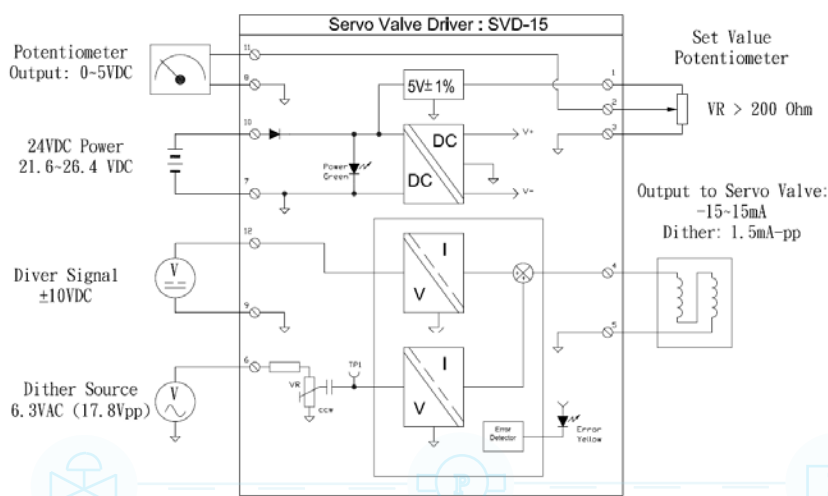 Servo Valve Driver : SVD-15
Potentiometer
Output: 0~5VDC
11
8
5V± 1%
1
2
3
Set Value
Potentiometer
VR > 200 Ohm
24VDC Power
21.6~26.4 VDC
10
7
Power
Green
DC
DC
V+
V-
Output to Servo Valve:
-15~15mA
Dither: 1.5mA-pp
Diver Signal
±10VDC
V
12
9
I
V
4
5
Dither Source
6.3VAC (17.8Vpp)
V
6
VR
ccw
TP1
I
V
Error
Detector
Error
Yellow
P